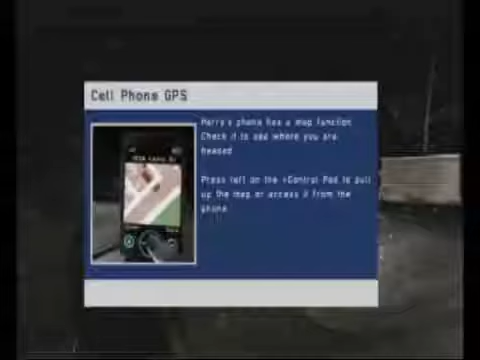 Cell Phone GPS
Harry's phone has a map function.
Check it to see where you are
headed.
Press left on the +Control Pad to pull
up the map or access it from the
phone.